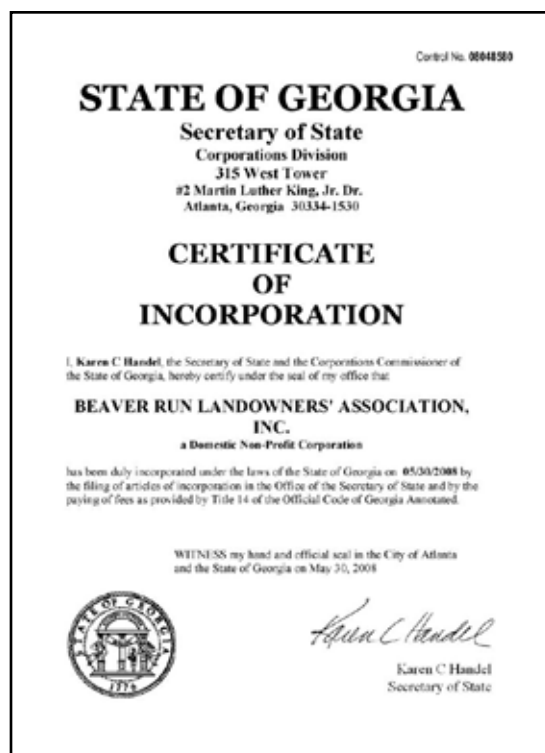 Control No. 08048580
STATE OF GEORGIA
Secretary of State
Corporations Division
315 West Tower
#2 Martin Luther King, Jr. Dr.
Atlanta, Georgia 30334-1530
CERTIFICATE
OF
INCORPORATION
I, Karen C Handel, the Secretary of State and the Corporations Commissioner of
the State of Georgia, hereby certify under the seal of my office that
BEAVER RUN LANDOWNERS' ASSOCIATION,
INC.
a Domestic Non-Profit Corporation
has been duly incorporated under the laws of the State of Georgia on 05/30/2008 by
the filing of articles of incorporation in the Office of the Secretary of State and by the
paying of fees as provided by Title 14 of the Official Code of Georgia Annotated.
WITNESS my hand and official seal in the City of Atlanta
and the State of Georgia on May 30, 2008
STATE OF GEORGIA
1776
Karen C Handel
Karen C Handel
Secretary of State